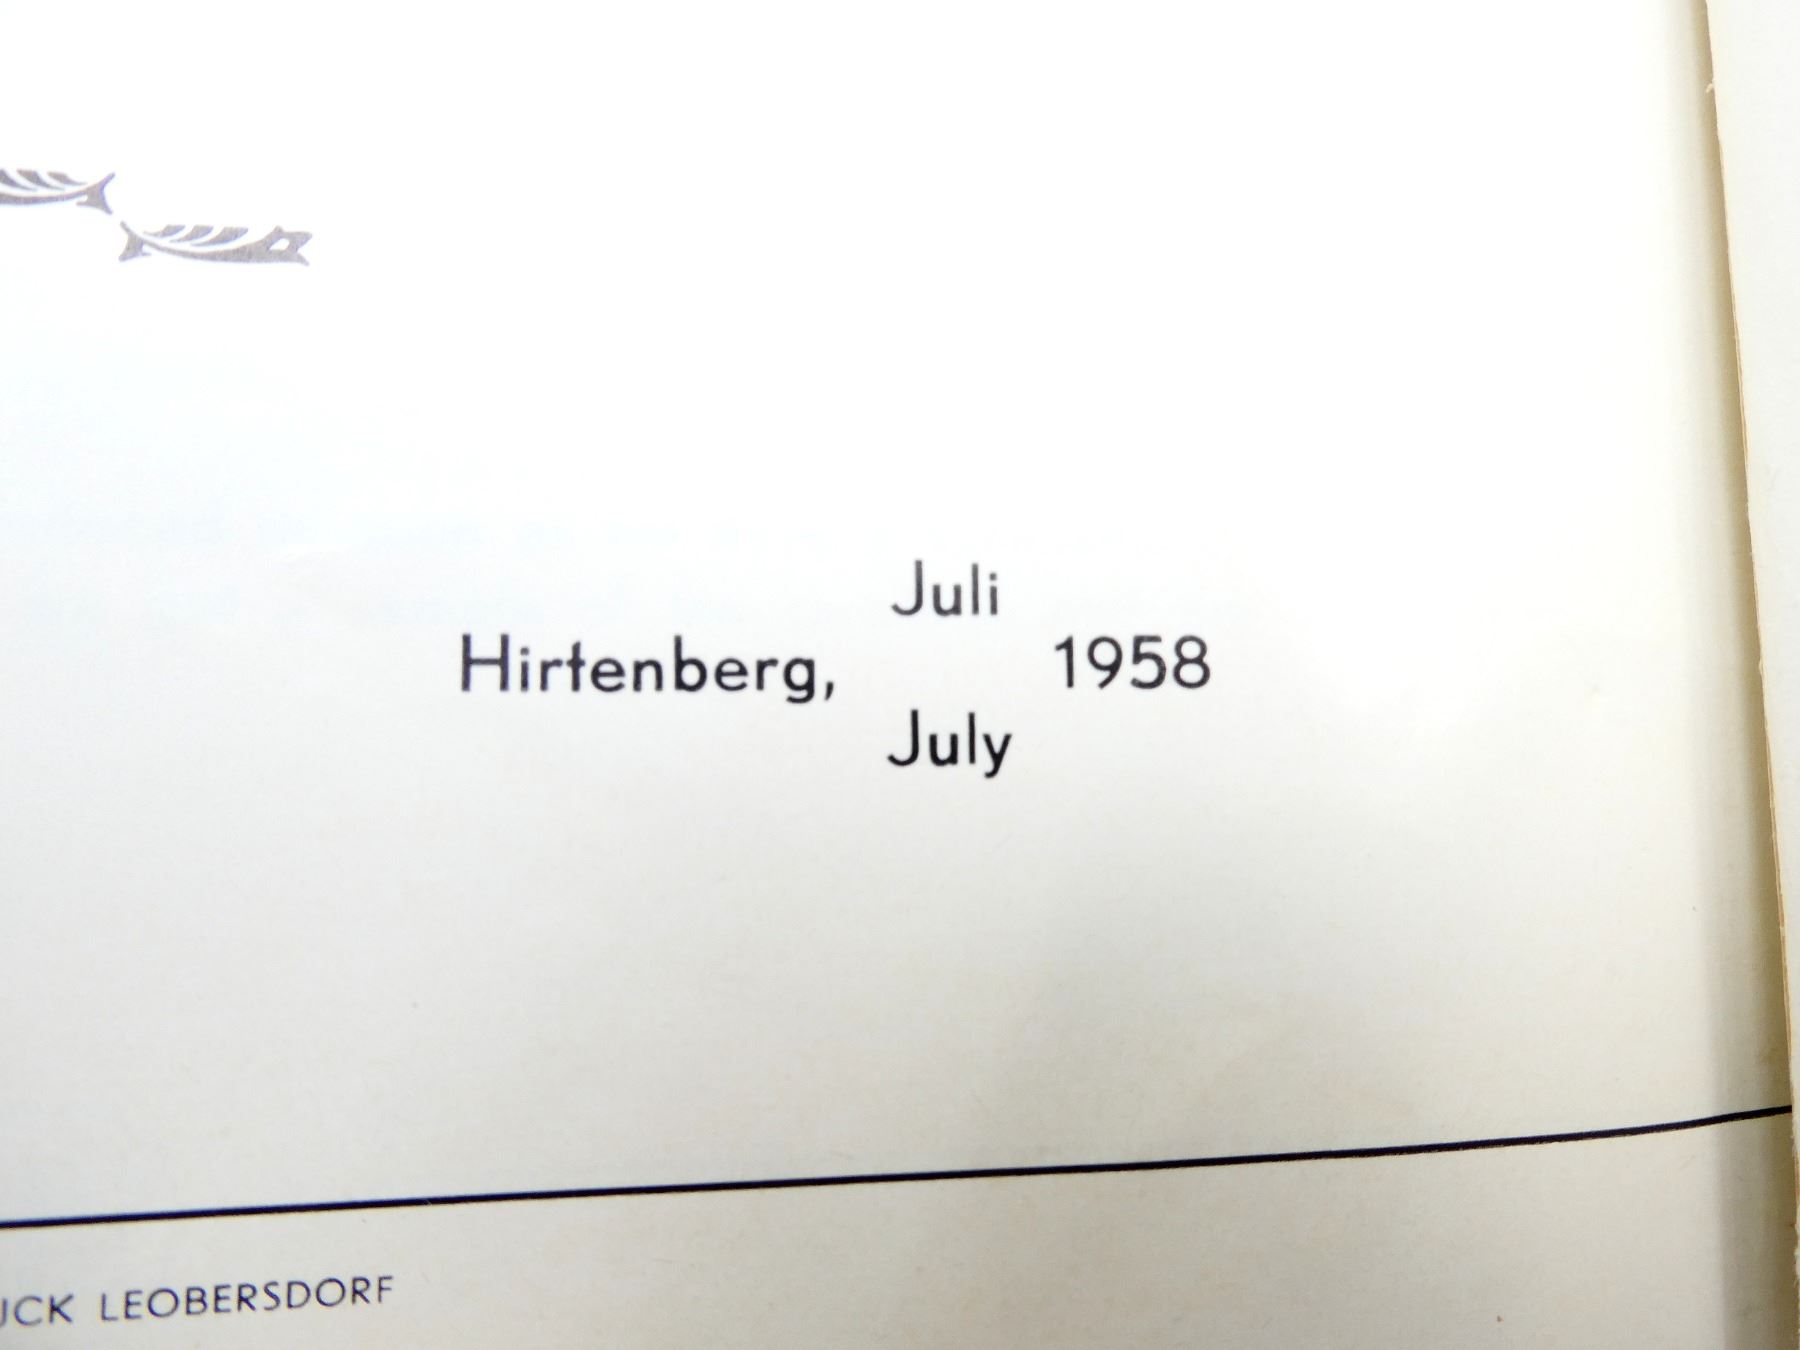 Juli
Hirtenberg, 1958
July
UCK LEOBERSDORF